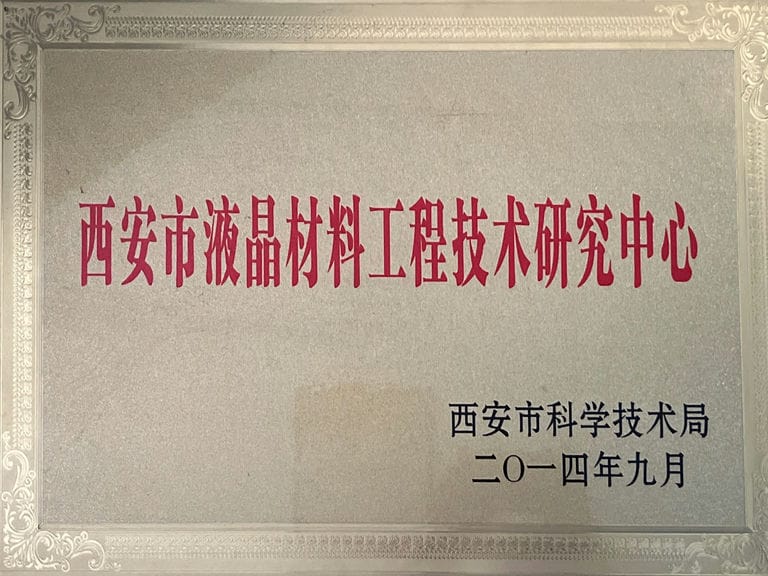 西安市液晶材料工程技术研究中心
西安市科学技术局
二〇一四年九月